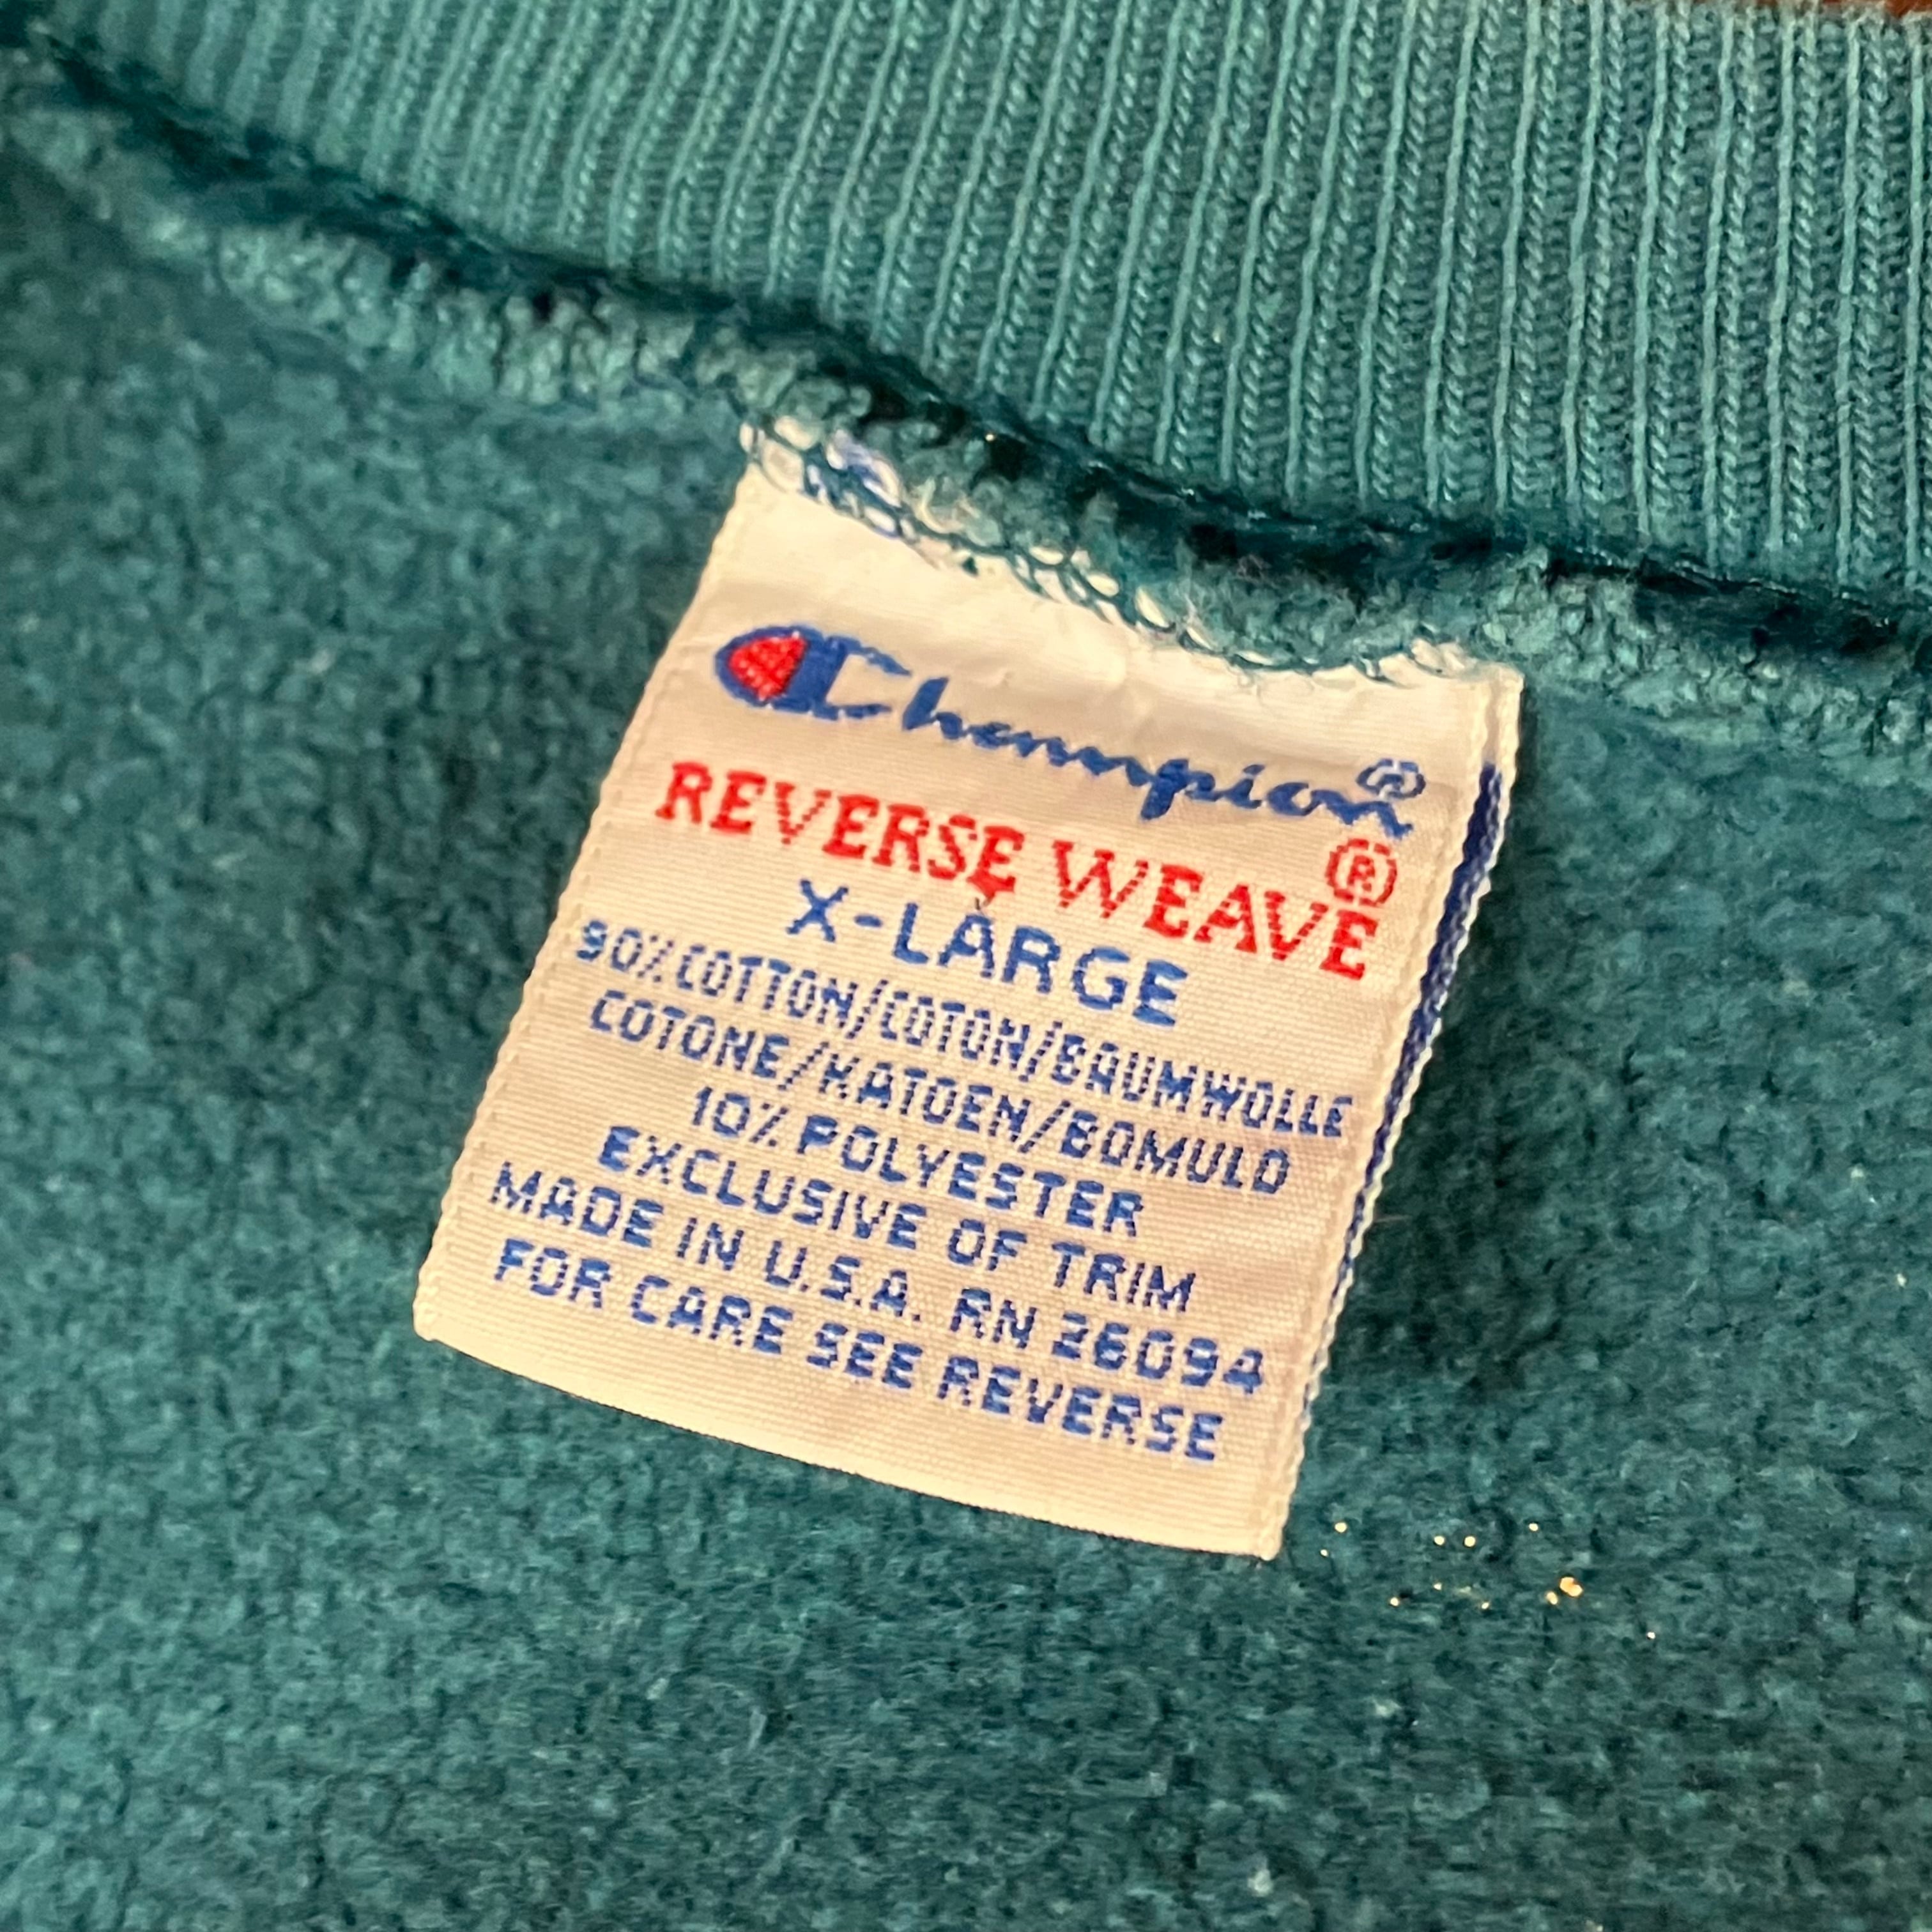 Champion®
REVERSE WEAVE®
X-LARGE
90% COTTON/COTON/BAUMWOLLE
COTONE/KATOEN/BOMULD
10% POLYESTER
EXCLUSIVE OF TRIM
MADE IN U.S.A. RN 26094
FOR CARE SEE REVERSE